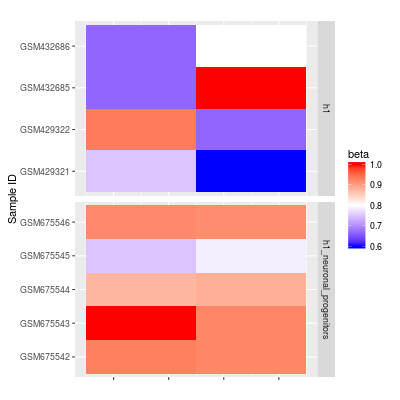 GSM432686
GSM432685
GSM429322
GSM429321
h1
GSM675546
GSM675545
GSM675544
GSM675543
GSM675542
h1_neuronal_progenitors
Sample ID
beta
1.0
0.9
0.8
0.7
0.6